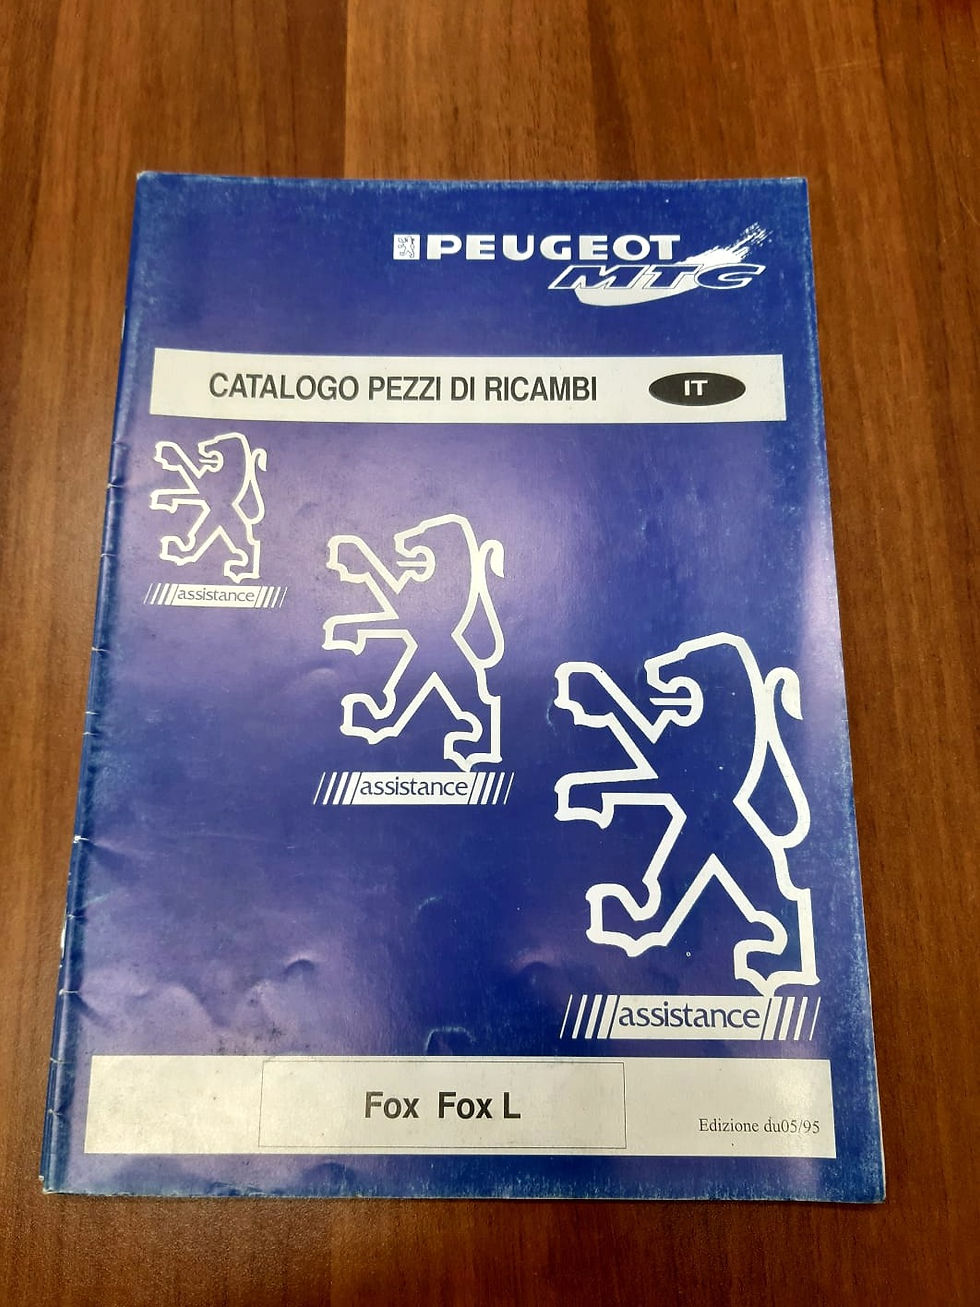 PEUGEOT
MTC
CATALOGO PEZZI DI RICAMBI IT
assistance
assistance
assistance
Fox Fox L
Edizione du05/95